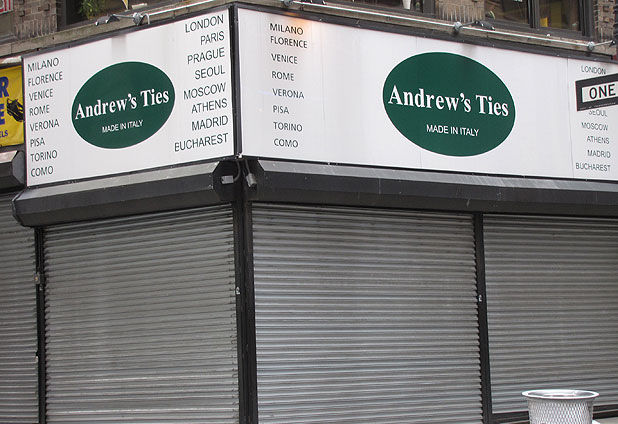 MILANO
FLORENCE
VENICE
ROME
VERONA
PISA
TORINO
COMO
Andrew's Ties
MADE IN ITALY
LONDON
PARIS
PRAGUE
SEOUL
MOSCOW
ATHENS
MADRID
BUCHAREST
MILANO
FLORENCE
VENICE
ROME
VERONA
PISA
TORINO
COMO
Andrew's Ties
MADE IN ITALY
LONDON
ONE
SEOUL
MOSCOW
ATHENS
MADRID
BUCHAREST